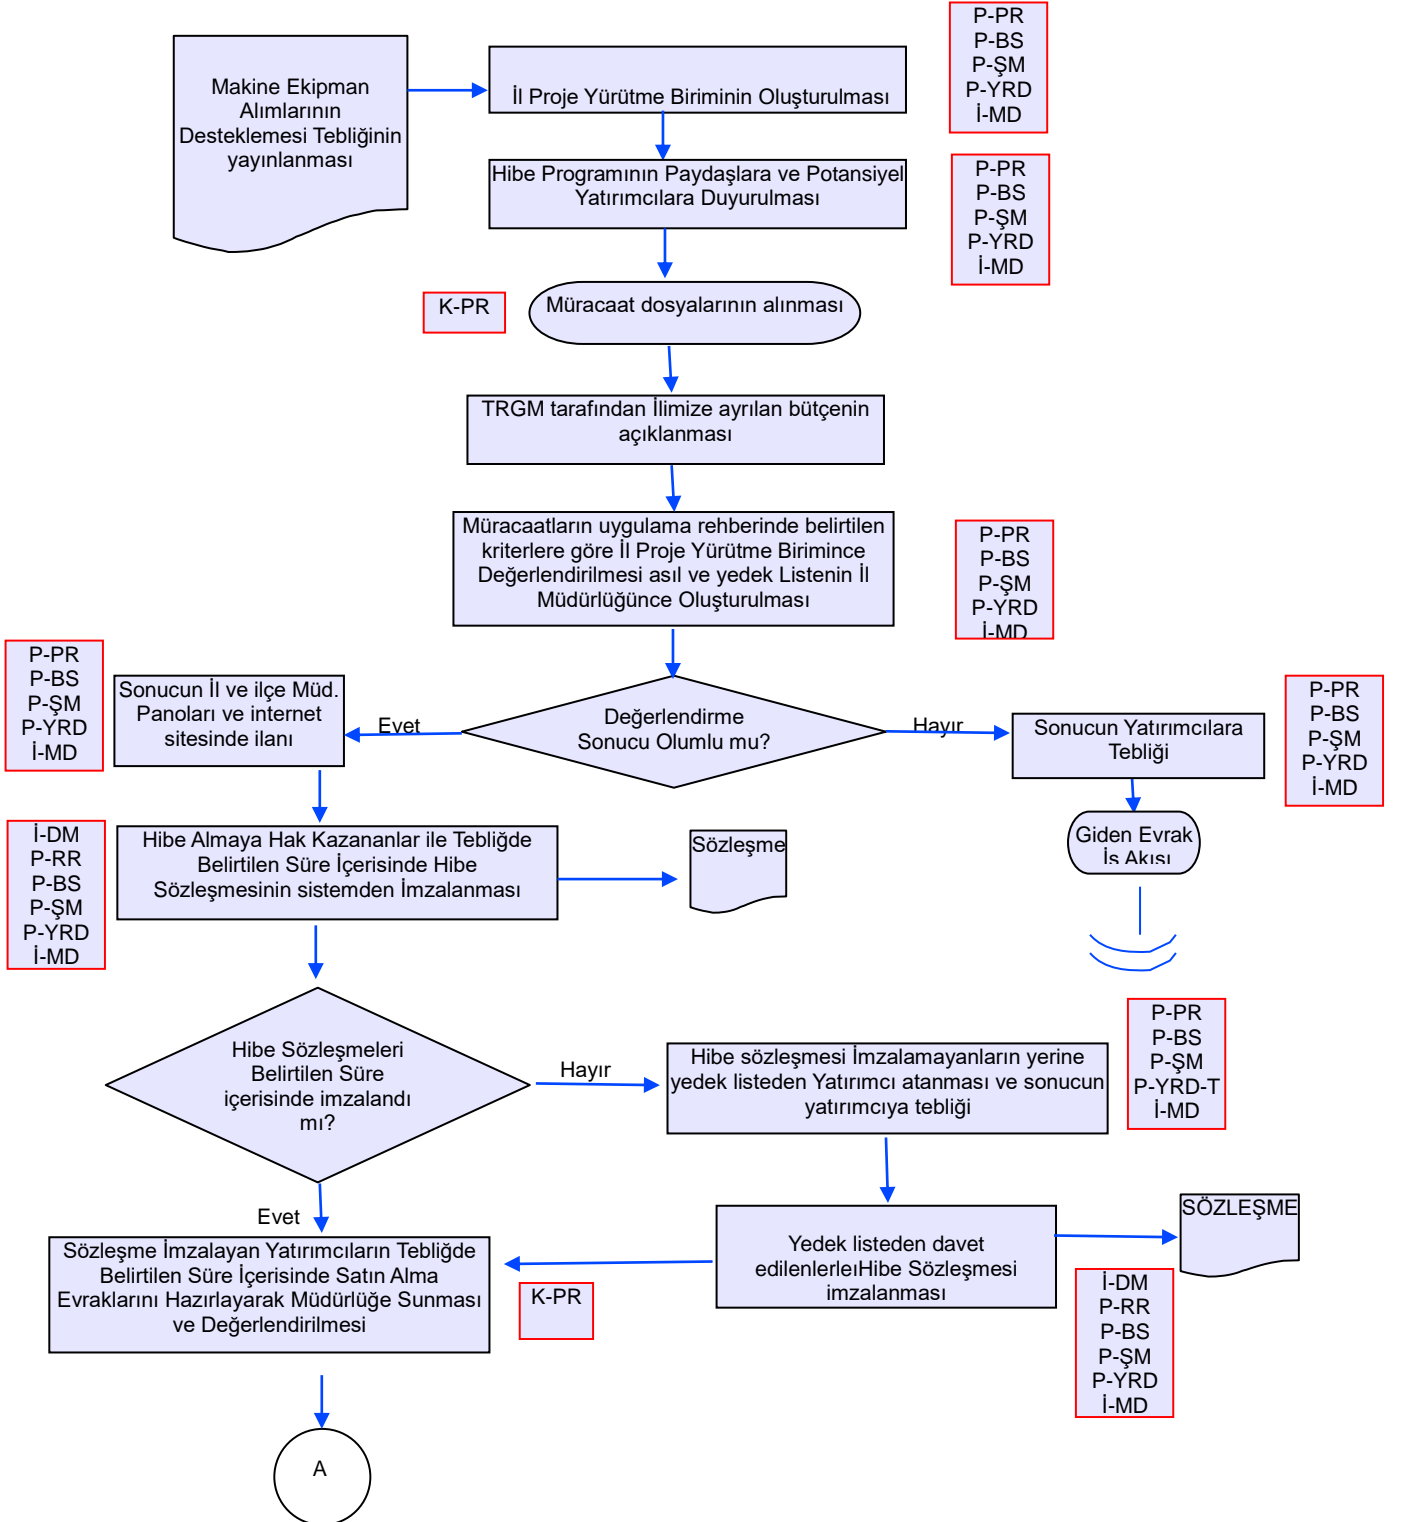 Makine Ekipman
Alımlarının
Desteklemesi Tebliğinin
yayınlanması
İl Proje Yürütme Biriminin Oluşturulması
P-PR
P-BS
P-ŞM
P-YRD
İ-MD
Hibe Programının Paydaşlara ve Potansiyel
Yatırımcılara Duyurulması
P-PR
P-BS
P-ŞM
P-YRD
İ-MD
K-PR
Müracaat dosyalarının alınması
TRGM tarafından İlimize ayrılan bütçenin
açıklanması
Müracaatların uygulama rehberinde belirtilen
kriterlere göre İl Proje Yürütme Birimince
Değerlendirilmesi asıl ve yedek Listenin İl
Müdürlüğünce Oluşturulması
P-PR
P-BS
P-ŞM
P-YRD
İ-MD
P-PR
P-BS
P-ŞM
P-YRD
İ-MD
Sonucun İl ve ilçe Müd.
Panoları ve internet
sitesinde ilanı
Evet
Değerlendirme
Sonucu Olumlu mu?
Hayır
Sonucun Yatırımcılara
Tebliği
P-PR
P-BS
P-ŞM
P-YRD
İ-MD
Giden Evrak
İş Akışı
İ-DM
P-RR
P-BS
P-ŞM
P-YRD
İ-MD
Hibe Almaya Hak Kazananlar ile Tebliğde
Belirtilen Süre İçerisinde Hibe
Sözleşmesinin sistemden İmzalanması
Sözleşme
Hibe Sözleşmeleri
Belirtilen Süre
içerisinde imzalandı
mı?
Hayır
Hibe sözleşmesi İmzalamayanların yerine
yedek listeden Yatırımcı atanması ve sonucun
yatırımcıya tebliği
P-PR
P-BS
P-ŞM
P-YRD-T
İ-MD
Evet
Sözleşme İmzalayan Yatırımcıların Tebliğde
Belirtilen Süre İçerisinde Satın Alma
Evraklarını Hazırlayarak Müdürlüğe Sunması
ve Değerlendirilmesi
K-PR
Yedek listeden davet
edilenlerleıHibe Sözleşmesi
imzalanması
SÖZLEŞME
İ-DM
P-RR
P-BS
P-ŞM
P-YRD
İ-MD
A